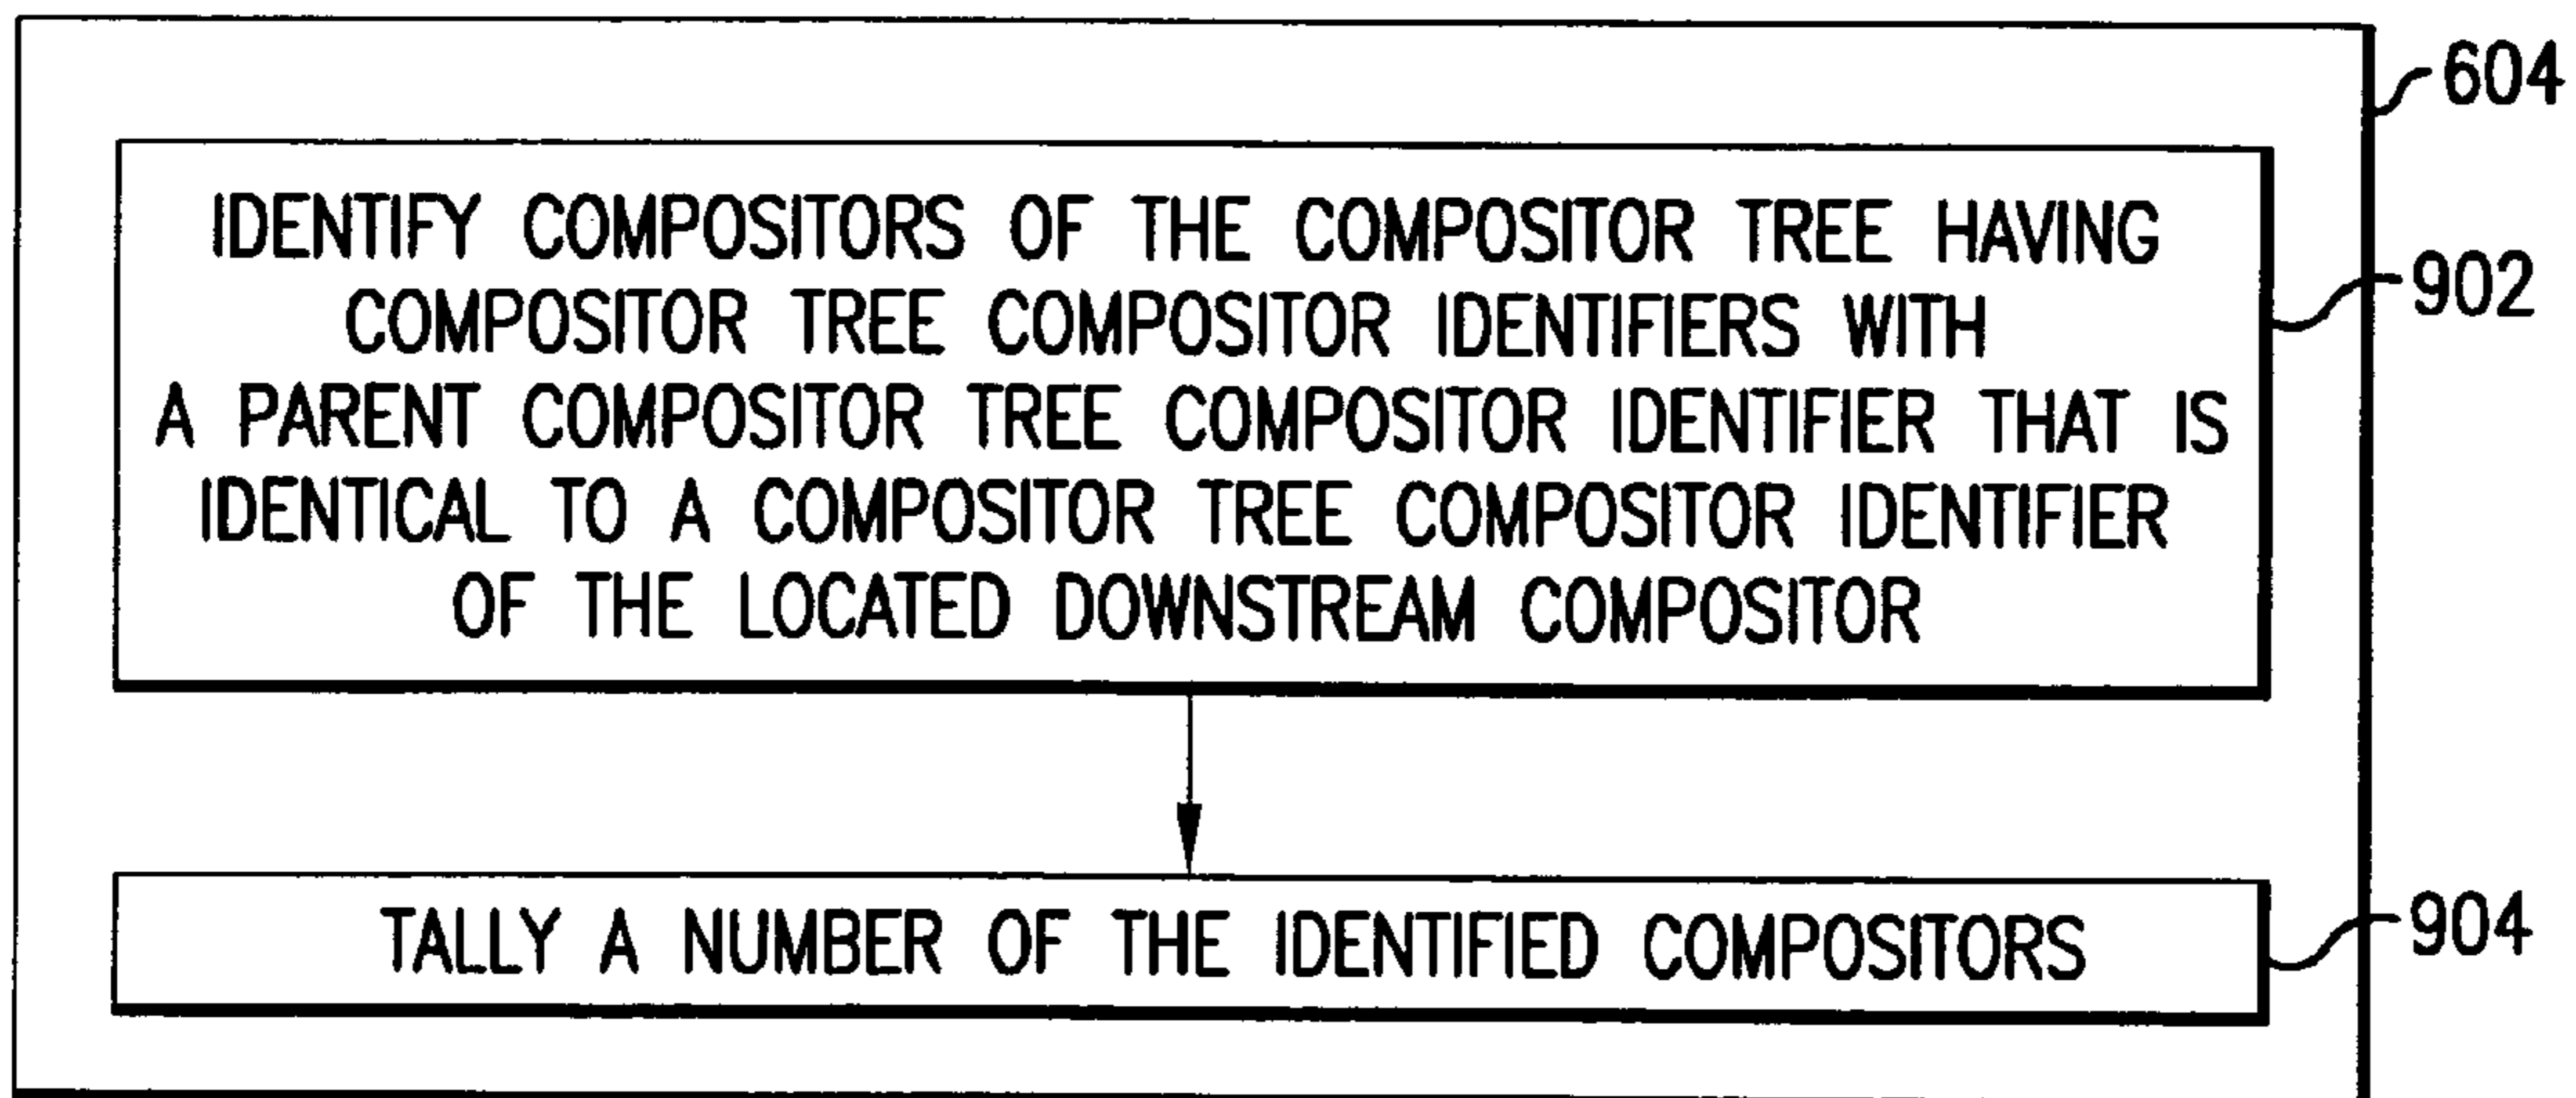 604
IDENTIFY COMPOSITORS OF THE COMPOSITOR TREE HAVING
COMPOSITOR TREE COMPOSITOR IDENTIFIERS WITH
A PARENT COMPOSITOR TREE COMPOSITOR IDENTIFIER THAT IS
IDENTICAL TO A COMPOSITOR TREE COMPOSITOR IDENTIFIER
OF THE LOCATED DOWNSTREAM COMPOSITOR
902
TALLY A NUMBER OF THE IDENTIFIED COMPOSITORS
904